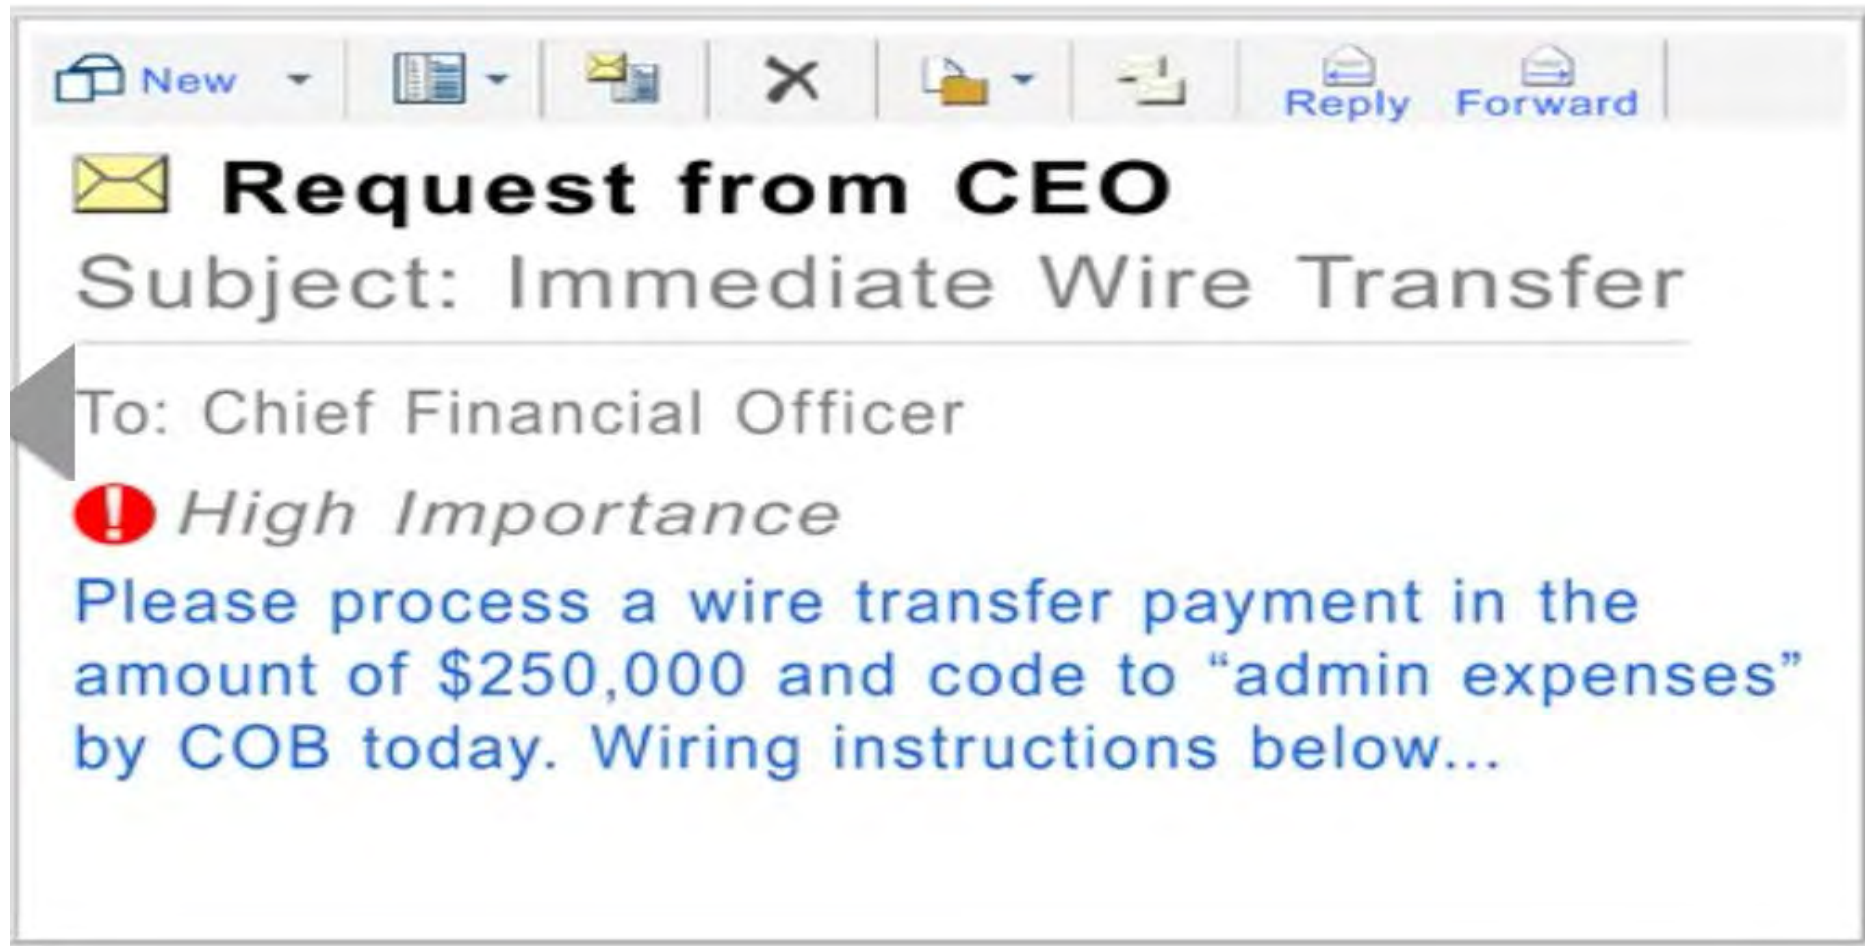 New
Reply Forward
Request from CEO
Subject: Immediate Wire Transfer
To: Chief Financial Officer
High Importance
Please process a wire transfer payment in the
amount of $250,000 and code to “admin expenses”
by COB today. Wiring instructions below...